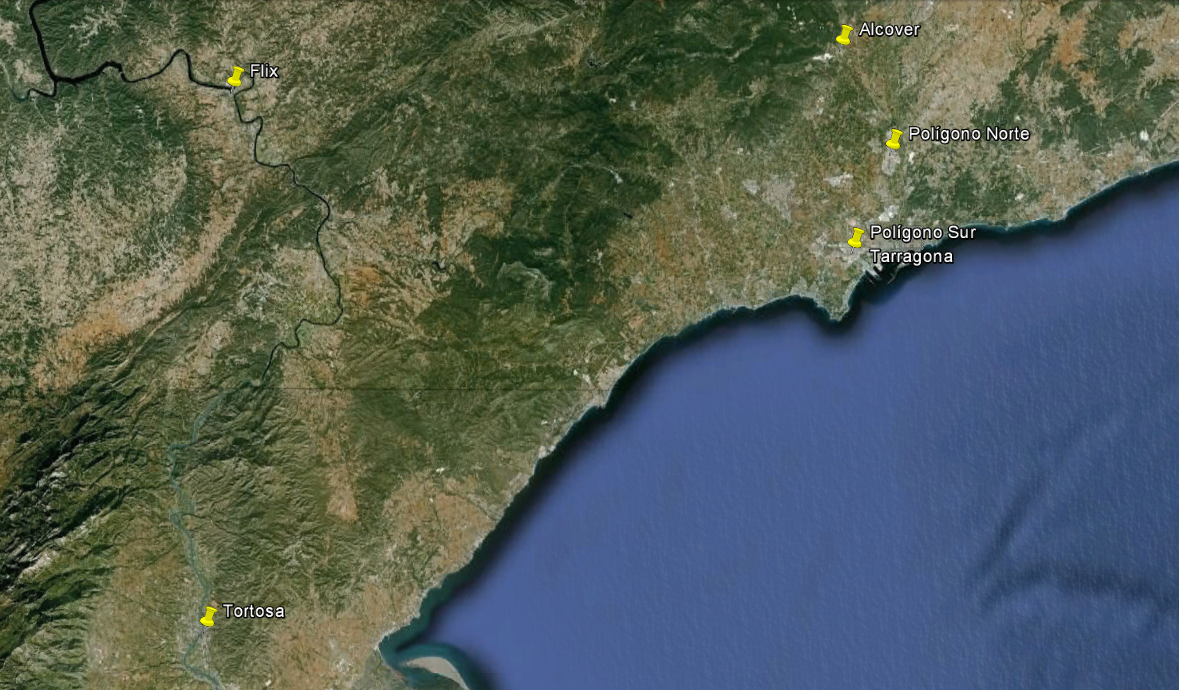 Alcover
Flix
Polígono Norte
Polígono Sur
Tarragona
Tortosa